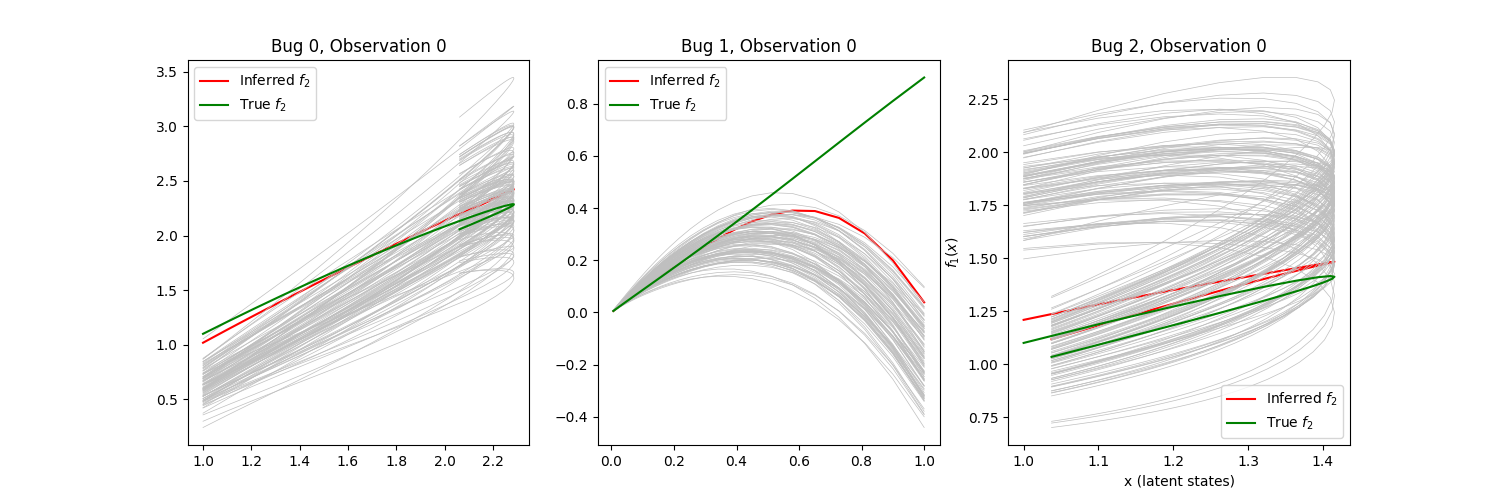 Bug 0, Observation 0
Inferred f₂
True f₂
3.5
3.0
2.5
2.0
1.5
1.0
0.5
1.0 1.2 1.4 1.6 1.8 2.0 2.2
Bug 1, Observation 0
Inferred f₂
True f₂
0.8
0.6
0.4
0.2
0.0
−0.2
−0.4
0.0 0.2 0.4 0.6 0.8 1.0
Bug 2, Observation 0
f₁(x)
2.25
2.00
1.75
1.50
1.25
1.00
0.75
Inferred f₂
True f₂
1.0 1.1 1.2 1.3 1.4
x (latent states)